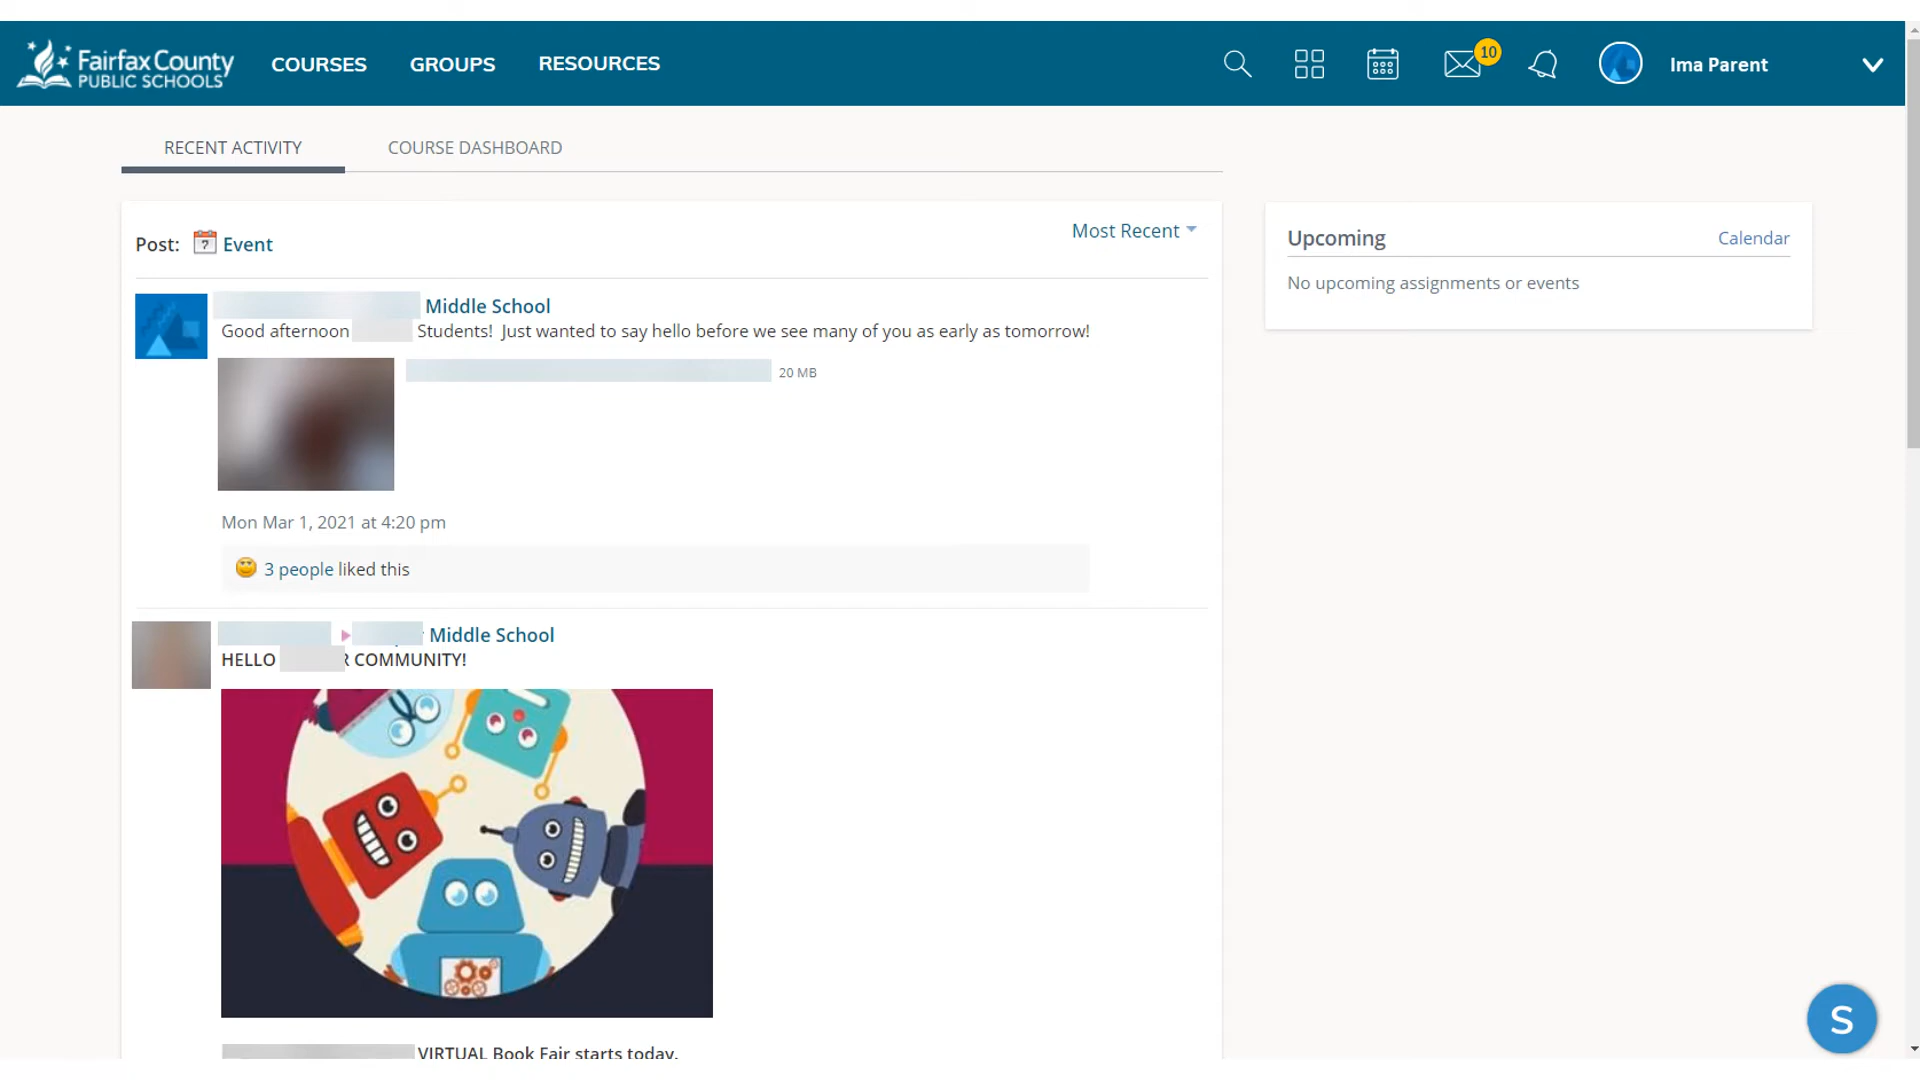 Fairfax County
PUBLIC SCHOOLS
COURSES
GROUPS
RESOURCES
10
Ima Parent
RECENT ACTIVITY
COURSE DASHBOARD
Post: Event
Most Recent
Middle School
Good afternoon Students! Just wanted to say hello before we see many of you as early as tomorrow!
20 MB
Mon Mar 1, 2021 at 4:20 pm
3 people liked this
Middle School
HELLO R COMMUNITY!
VIRTUAL Book Fair starts today.
Upcoming
Calendar
No upcoming assignments or events
S